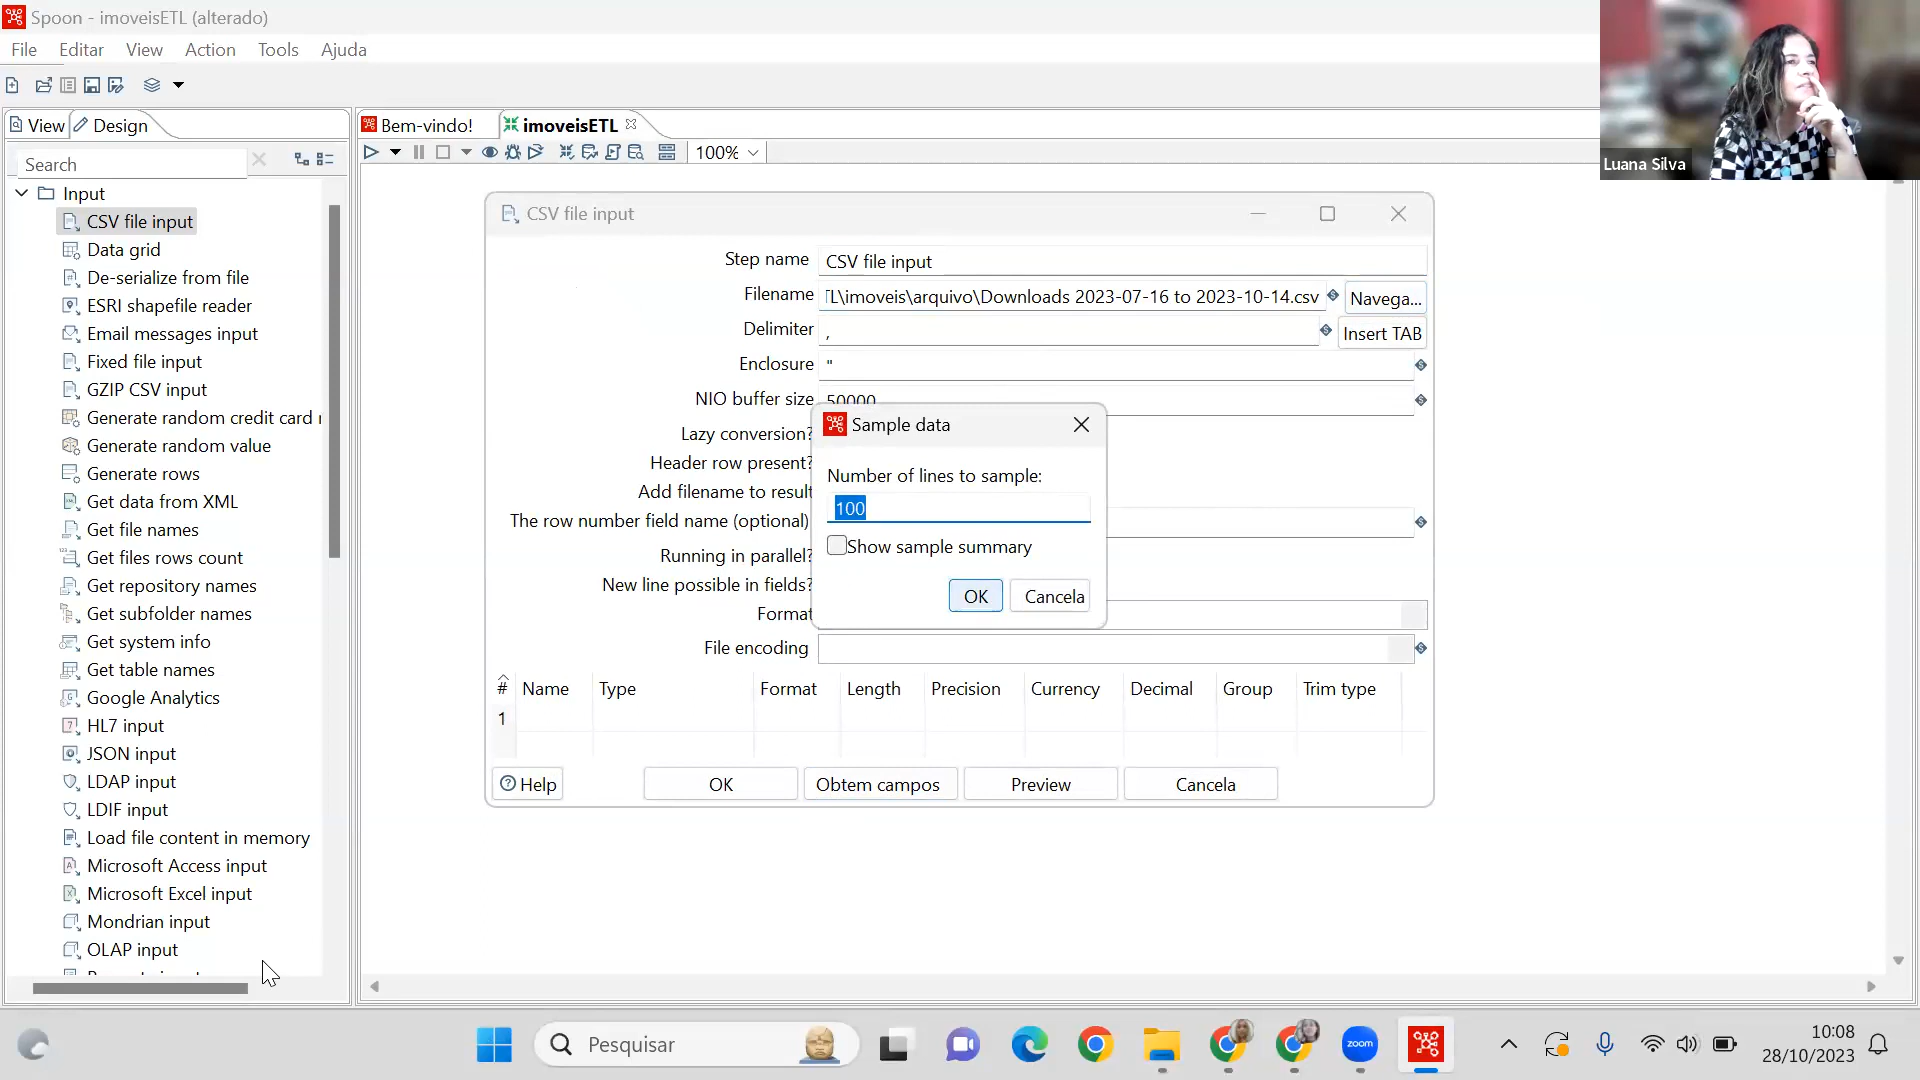 Spoon - imoveisETL (alterado)
File Editar View Action Tools Ajuda
View Design
Search
Input
CSV file input
Data grid
De-serialize from file
ESRI shapefile reader
Email messages input
Fixed file input
GZIP CSV input
Generate random credit card
Generate random value
Generate rows
Get data from XML
Get file names
Get files rows count
Get repository names
Get subfolder names
Get system info
Get table names
Google Analytics
HL7 input
JSON input
LDAP input
LDIF input
Load file content in memory
Microsoft Access input
Microsoft Excel input
Mondrian input
OLAP input
Bem-vindo! imoveisETL
100%
CSV file input
Step name CSV file input
Filename L\imoveis\arquivo\Downloads 2023-07-16 to 2023-10-14.csv Navega...
Delimiter , Insert TAB
Enclosure "
NIO buffer size 50000
Lazy conversion?
Header row present?
Add filename to result
The row number field name (optional)
Running in parallel?
New line possible in fields?
Format
File encoding
Sample data
Number of lines to sample:
100
Show sample summary
OK Cancela
# Name Type Format Length Precision Currency Decimal Group Trim type
1
Help OK Obtem campos Preview Cancela
Luana Silva
Pesquisar
zoom
10:08
28/10/2023